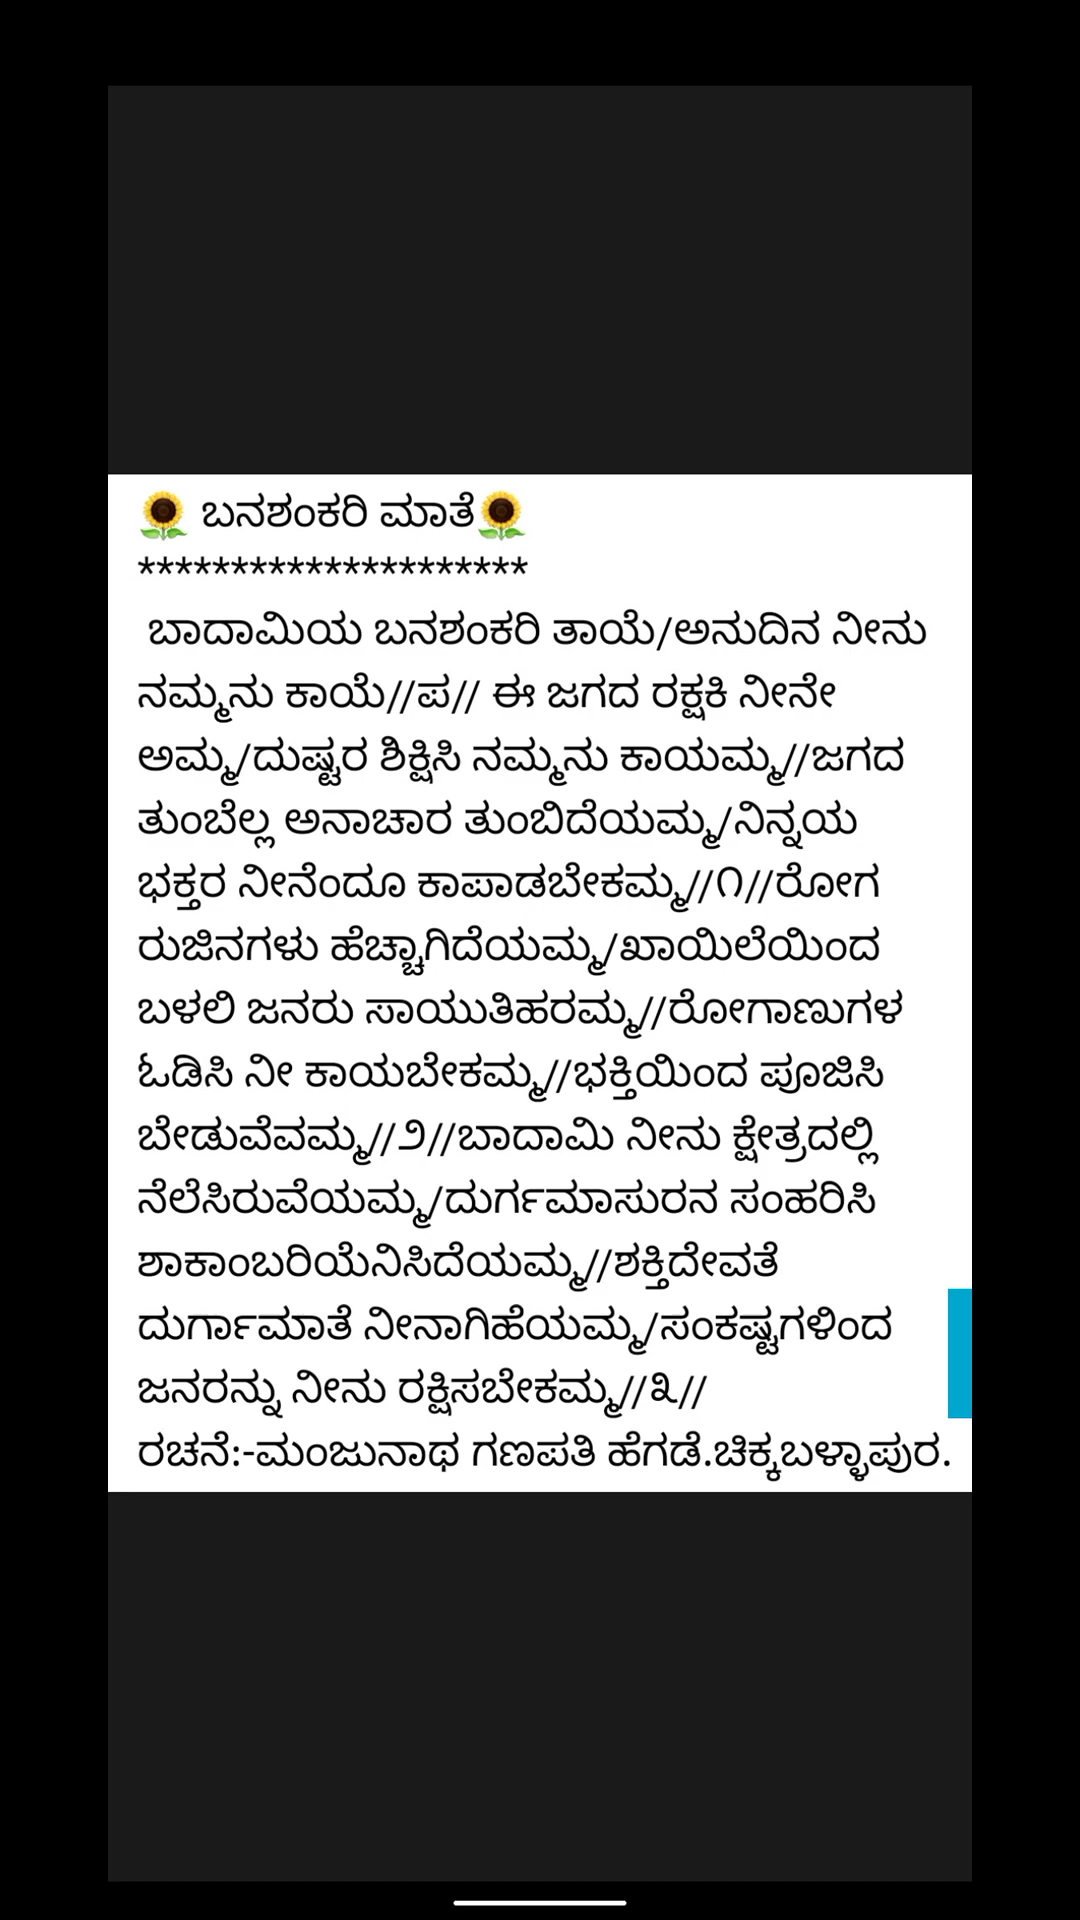 🌻 ಬನಶಂಕರಿ ಮಾತೆ🌻
*********************
ಬಾದಾಮಿಯ ಬನಶಂಕರಿ ತಾಯೆ/ಅನುದಿನ ನೀನು
ನಮ್ಮನು ಕಾಯೆ//ಪ// ಈ ಜಗದ ರಕ್ಷಕಿ ನೀನೇ
ಅಮ್ಮ/ದುಷ್ಟರ ಶಿಕ್ಷಿಸಿ ನಮ್ಮನು ಕಾಯಮ್ಮ//ಜಗದ
ತುಂಬೆಲ್ಲ ಅನಾಚಾರ ತುಂಬಿದೆಯಮ್ಮ/ನಿನ್ನಯ
ಭಕ್ತರ ನೀನೆಂದೂ ಕಾಪಾಡಬೇಕಮ್ಮ//೧//ರೋಗ
ರುಜಿನಗಳು ಹೆಚ್ಚಾಗಿದೆಯಮ್ಮ/ಖಾಯಿಲೆಯಿಂದ
ಬಳಲಿ ಜನರು ಸಾಯುತಿಹರಮ್ಮ//ರೋಗಾಣುಗಳ
ಓಡಿಸಿ ನೀ ಕಾಯಬೇಕಮ್ಮ//ಭಕ್ತಿಯಿಂದ ಪೂಜಿಸಿ
ಬೇಡುವೆವಮ್ಮ//೨//ಬಾದಾಮಿ ನೀನು ಕ್ಷೇತ್ರದಲ್ಲಿ
ನೆಲೆಸಿರುವೆಯಮ್ಮ/ದುರ್ಗಮಾಸುರನ ಸಂಹರಿಸಿ
ಶಾಕಾಂಬರಿಯೆನಿಸಿದೆಯಮ್ಮ//ಶಕ್ತಿದೇವತೆ
ದುರ್ಗಾಮಾತೆ ನೀನಾಗಿಹೆಯಮ್ಮ/ಸಂಕಷ್ಟಗಳಿಂದ
ಜನರನ್ನು ನೀನು ರಕ್ಷಿಸಬೇಕಮ್ಮ//೩//
ರಚನೆ:-ಮಂಜುನಾಥ ಗಣಪತಿ ಹೆಗಡೆ.ಚಿಕ್ಕಬಳ್ಳಾಪುರ.